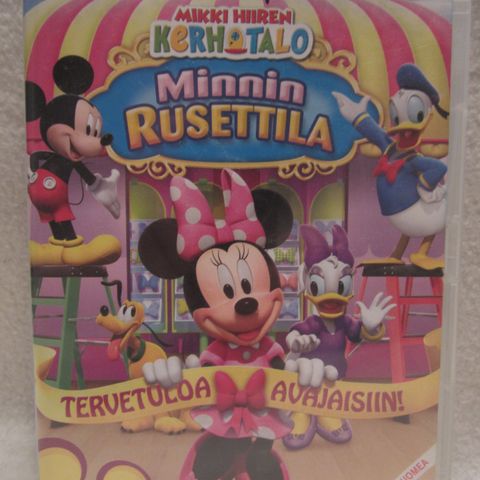 MIKKI HIIREN
KERHOTALO
Minnin
RUSETTILA
TERVETULOA AVAJAISIIN!